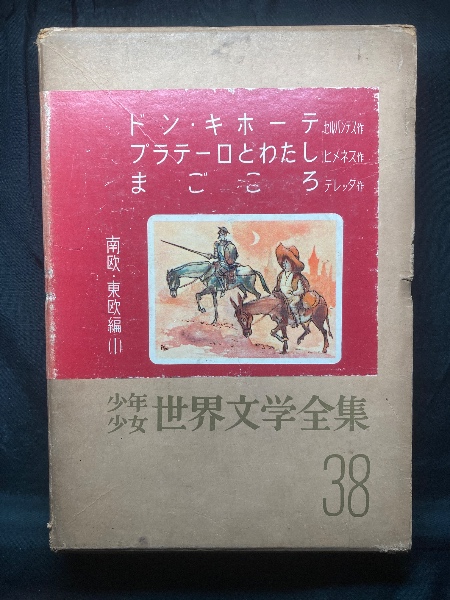 ドン・キホーテ セルバンテス作
プラテーロとわたし ヒメネス作
まごころ デレッダ作
南欧・東欧編(1)
少年少女 世界文学全集
38